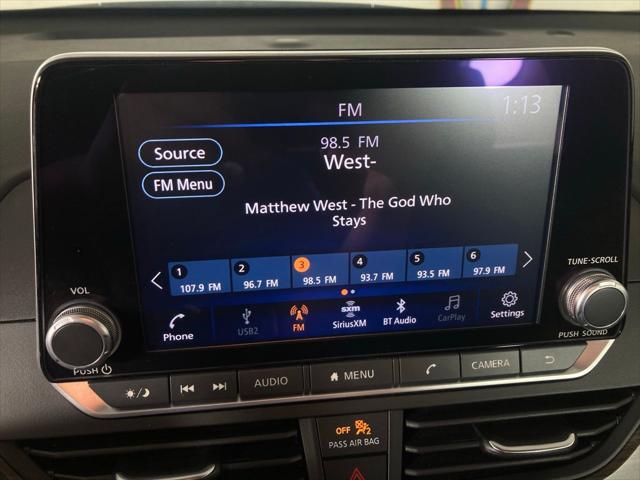 FM
1:13
98.5 FM
West-
Source
FM Menu
Matthew West - The God Who
Stays
1 2 3 4 5 6
107.9 FM 96.7 FM 98.5 FM 93.7 FM 93.5 FM 97.9 FM
Phone USB2 FM sxm SiriusXM BT Audio CarPlay Settings
VOL
PUSH
TUNE-SCROLL
PUSH SOUND
AUDIO MENU CAMERA
OFF 2
PASS AIR BAG